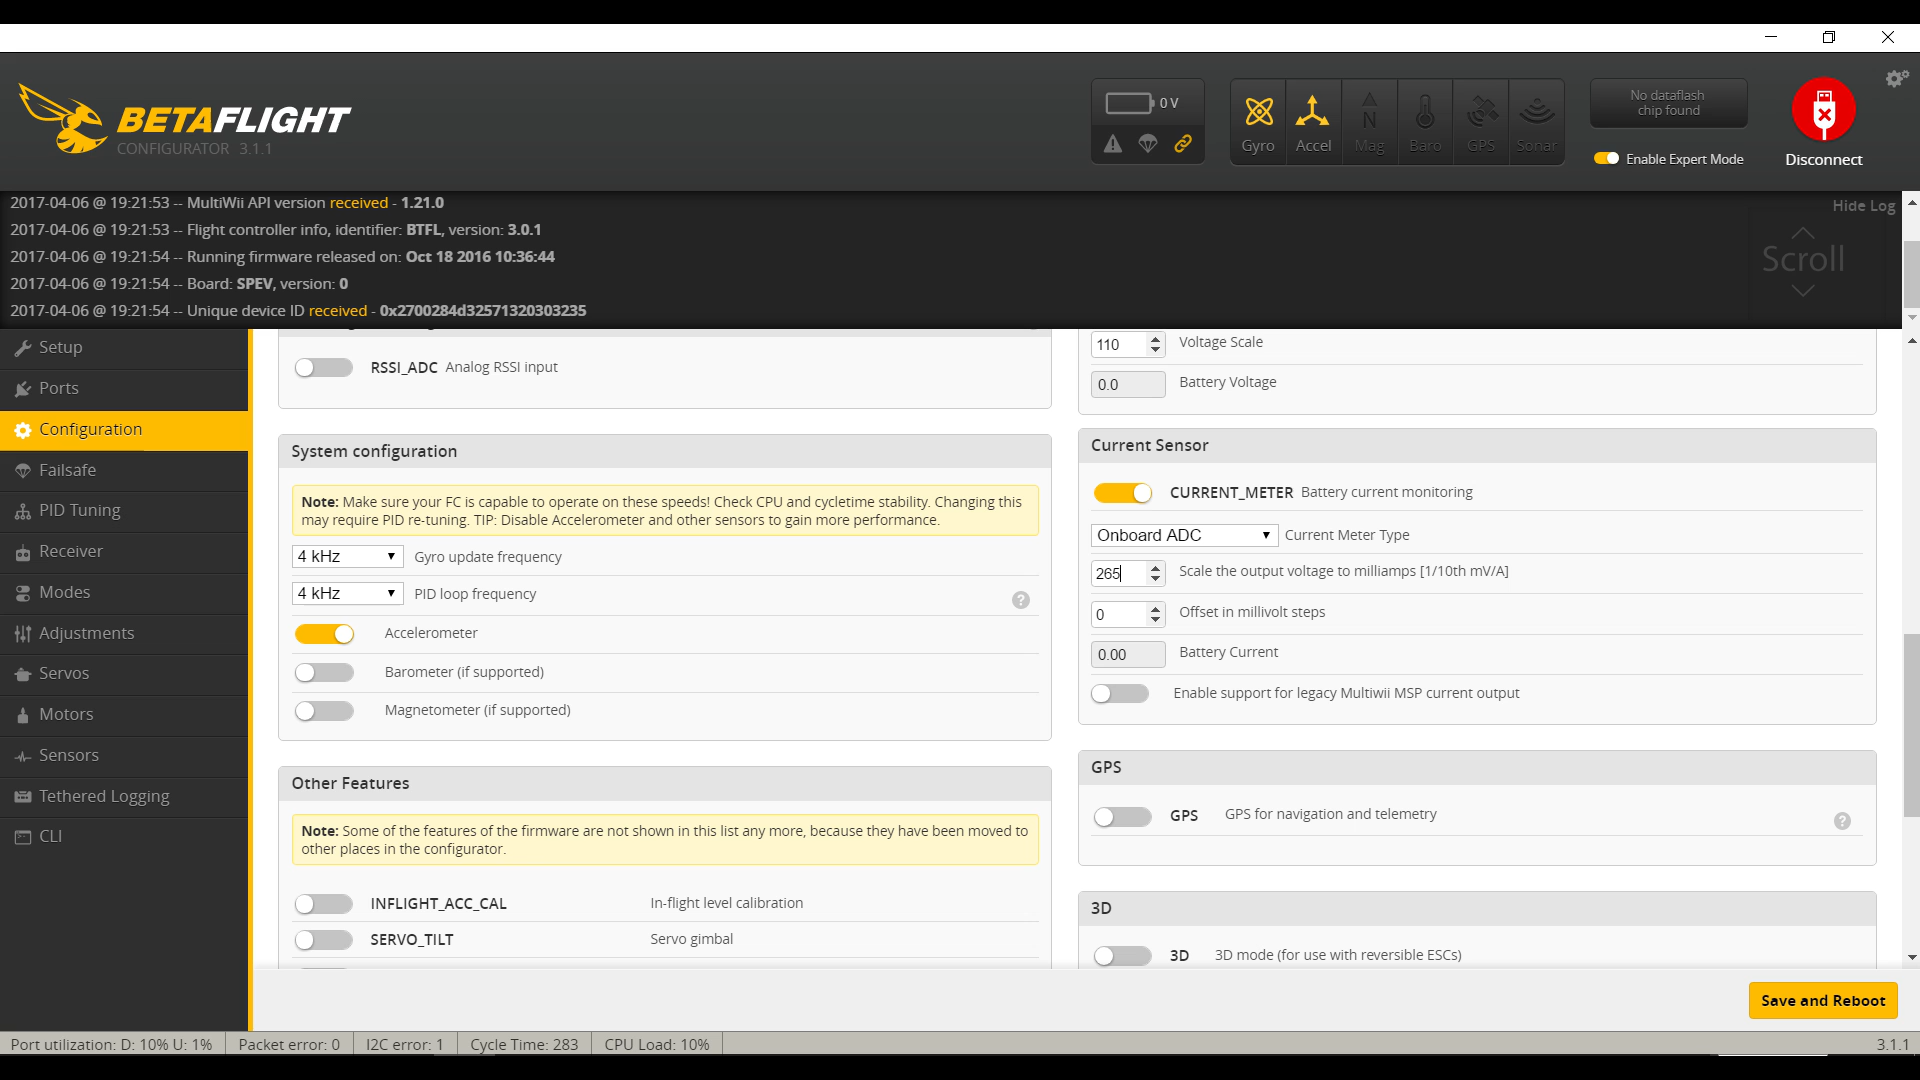 BETAFLIGHT
CONFIGURATOR 3.1.1
0 V
Gyro
Accel
Mag
Baro
GPS
Sonar
No dataflash
chip found
Enable Expert Mode
Disconnect
2017-04-06 @ 19:21:53 -- MultiWii API version received - 1.21.0
2017-04-06 @ 19:21:53 -- Flight controller info, identifier: BTFL, version: 3.0.1
2017-04-06 @ 19:21:54 -- Running firmware released on: Oct 18 2016 10:36:44
2017-04-06 @ 19:21:54 -- Board: SPEV, version: 0
2017-04-06 @ 19:21:54 -- Unique device ID received - 0x2700284d32571320303235
Hide Log
Scroll
Setup
Ports
Configuration
Failsafe
PID Tuning
Receiver
Modes
Adjustments
Servos
Motors
Sensors
Tethered Logging
CLI
RSSI_ADC Analog RSSI input
System configuration
Note: Make sure your FC is capable to operate on these speeds! Check CPU and cycletime stability. Changing this
may require PID re-tuning. TIP: Disable Accelerometer and other sensors to gain more performance.
4 kHz Gyro update frequency
4 kHz PID loop frequency ?
Accelerometer
Barometer (if supported)
Magnetometer (if supported)
Other Features
Note: Some of the features of the firmware are not shown in this list any more, because they have been moved to
other places in the configurator.
INFLIGHT_ACC_CAL In-flight level calibration
SERVO_TILT Servo gimbal
110 Voltage Scale
0.0 Battery Voltage
Current Sensor
CURRENT_METER Battery current monitoring
Onboard ADC Current Meter Type
265 Scale the output voltage to milliamps [1/10th mV/A]
0 Offset in millivolt steps
0.00 Battery Current
Enable support for legacy Multiwii MSP current output
GPS
GPS GPS for navigation and telemetry ?
3D
3D 3D mode (for use with reversible ESCs)
Save and Reboot
Port utilization: D: 10% U: 1% Packet error: 0 I2C error: 1 Cycle Time: 283 CPU Load: 10% 3.1.1